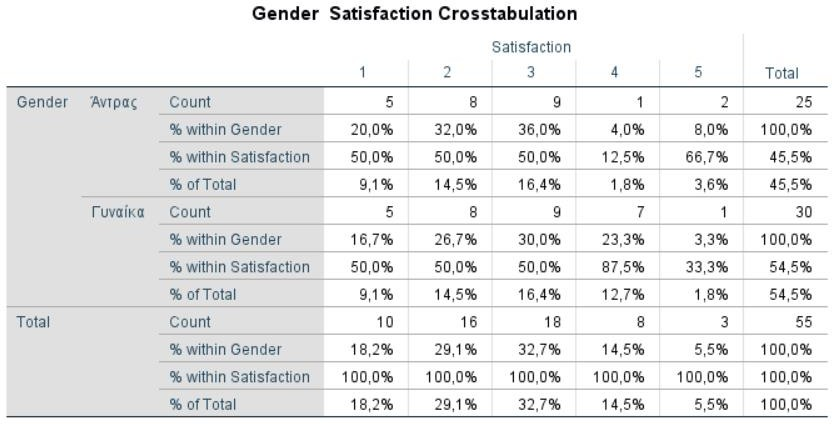 Gender Satisfaction Crosstabulation
Satisfaction
1 2 3 4 5 Total
Gender Άντρας Count 5 8 9 1 2 25
% within Gender 20,0% 32,0% 36,0% 4,0% 8,0% 100,0%
% within Satisfaction 50,0% 50,0% 50,0% 12,5% 66,7% 45,5%
% of Total 9,1% 14,5% 16,4% 1,8% 3,6% 45,5%
Γυναίκα Count 5 8 9 7 1 30
% within Gender 16,7% 26,7% 30,0% 23,3% 3,3% 100,0%
% within Satisfaction 50,0% 50,0% 50,0% 87,5% 33,3% 54,5%
% of Total 9,1% 14,5% 16,4% 12,7% 1,8% 54,5%
Total Count 10 16 18 8 3 55
% within Gender 18,2% 29,1% 32,7% 14,5% 5,5% 100,0%
% within Satisfaction 100,0% 100,0% 100,0% 100,0% 100,0% 100,0%
% of Total 18,2% 29,1% 32,7% 14,5% 5,5% 100,0%